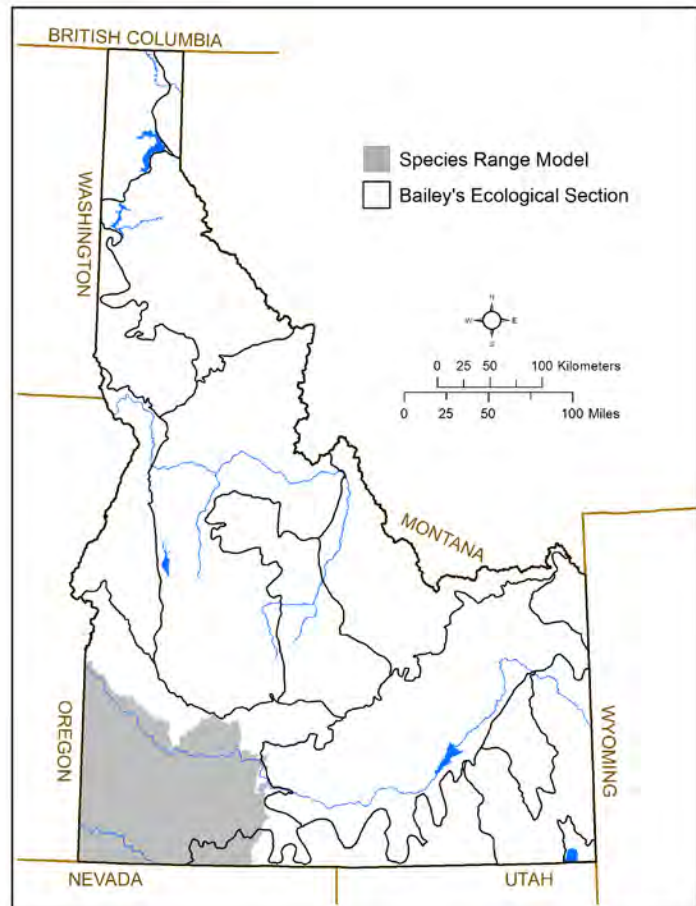 BRITISH COLUMBIA
WASHINGTON
Species Range Model
Bailey's Ecological Section
N
W E
S
0 25 50 100 Kilometers
0 25 50 100 Miles
MONTANA
OREGON
WYOMING
NEVADA
UTAH